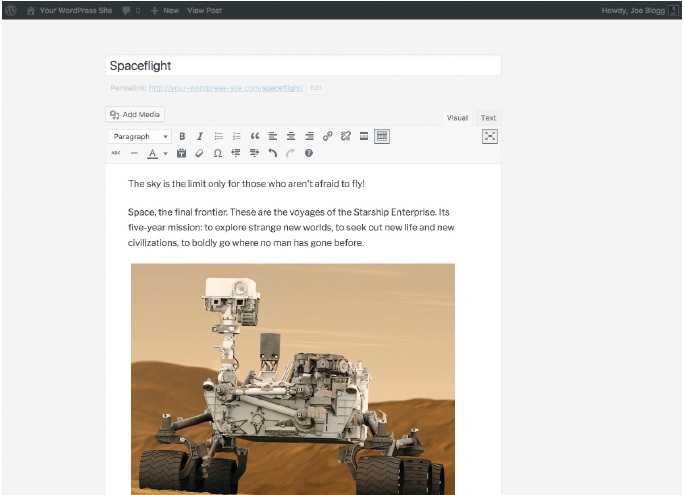 Your WordPress Site 0 New View Post Howdy, Joe Blogg
Spaceflight
Permalink: http://your-wordpress-site.com/spaceflight/ Edit
Add Media
Visual Text
Paragraph B I
ABC A Ω
The sky is the limit only for those who aren't afraid to fly!
Space, the final frontier. These are the voyages of the Starship Enterprise. Its
five-year mission: to explore strange new worlds, to seek out new life and new
civilizations, to boldly go where no man has gone before.